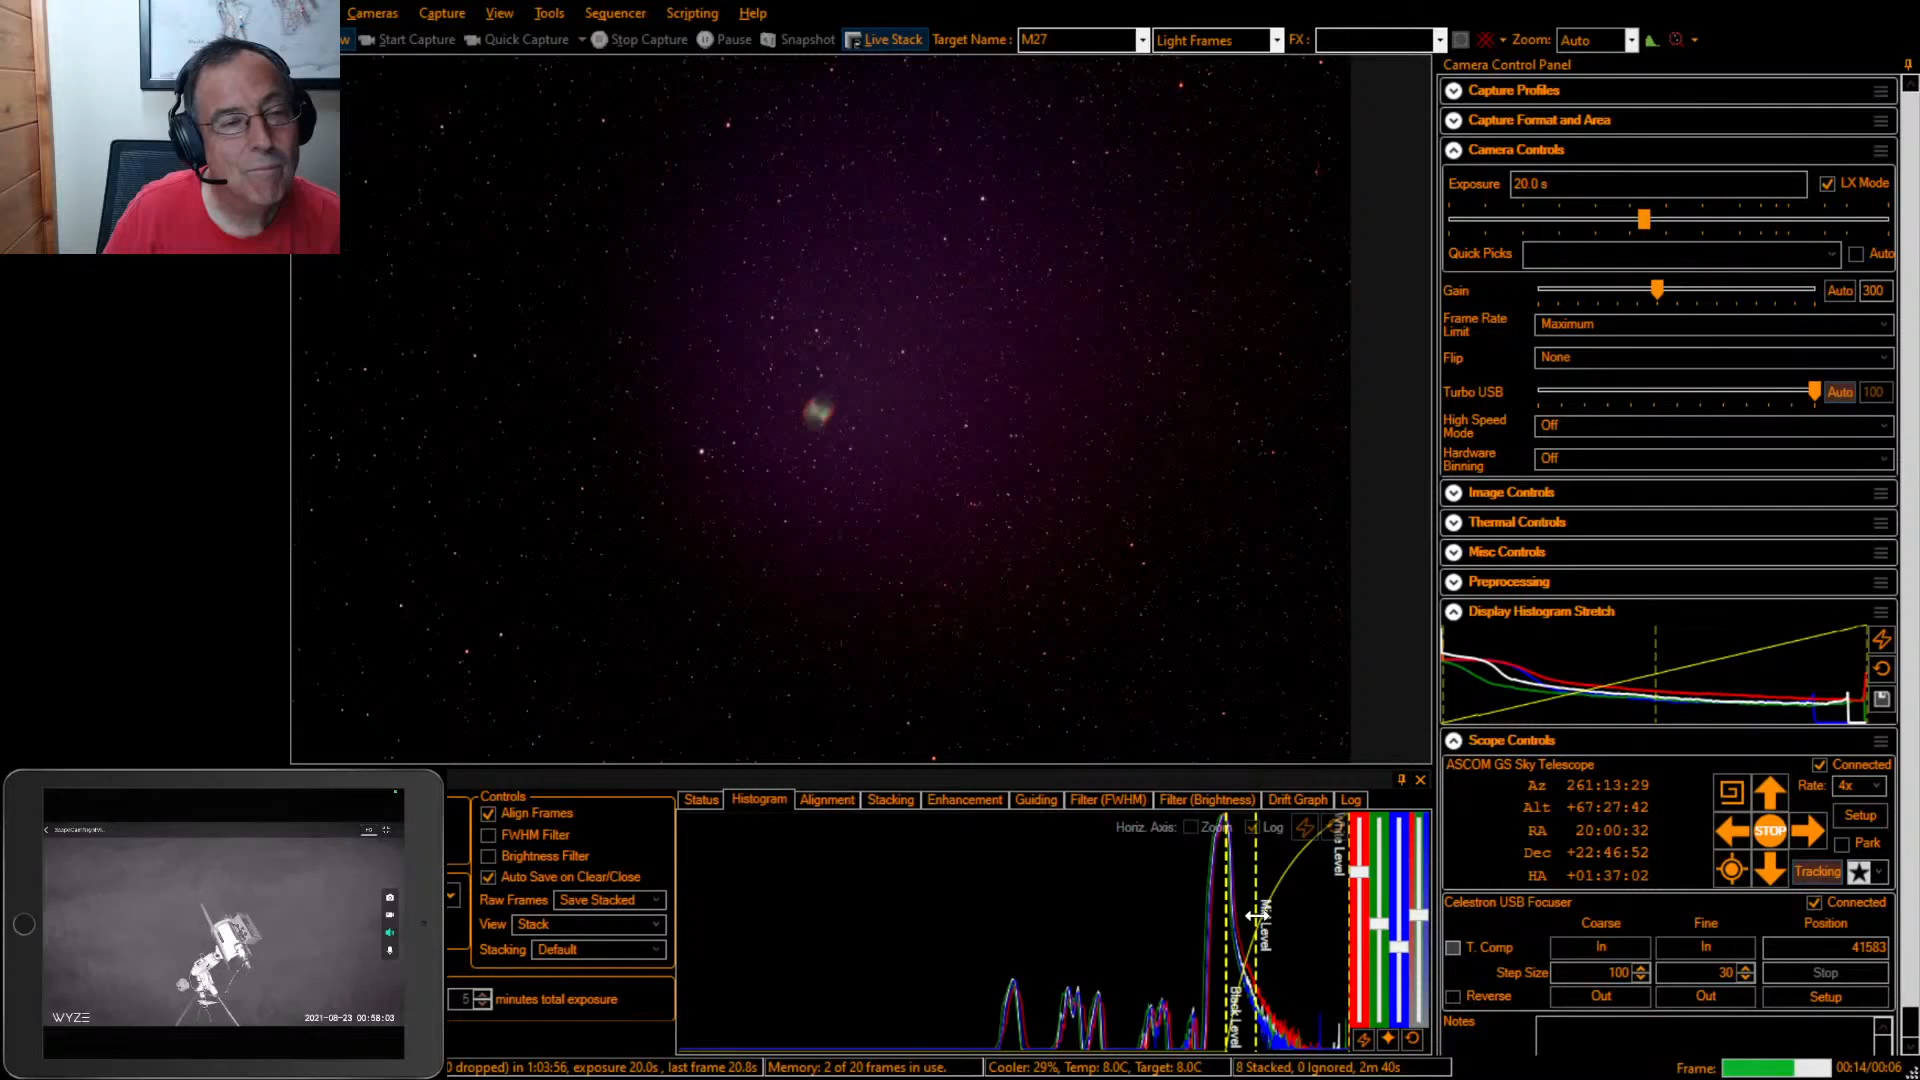 Cameras Capture View Tools Sequencer Scripting Help
w Start Capture Quick Capture Stop Capture Pause Snapshot Live Stack Target Name: M27 Light Frames FX: Zoom: Auto
Camera Control Panel
Capture Profiles
Capture Format and Area
Camera Controls
Exposure 20.0 s LX Mode
Quick Picks Auto
Gain Auto 300
Frame Rate Limit Maximum
Flip None
Turbo USB Auto 100
High Speed Mode Off
Hardware Binning Off
Image Controls
Thermal Controls
Misc Controls
Preprocessing
Display Histogram Stretch
Scope Controls
ASCOM GS Sky Telescope Connected
Az 261:13:29 Rate: 4x
Alt +67:27:42 Setup
RA 20:00:32 STOP
Dec +22:46:52 Park
HA +01:37:02 Tracking
Celestron USB Focuser Connected
Coarse Fine Position
T. Comp In In 41583
Step Size 100 30 Stop
Reverse Out Out Setup
Notes
Controls
Align Frames
FWHM Filter
Brightness Filter
Auto Save on Clear/Close
Raw Frames Save Stacked
View Stack
Stacking Default
5 minutes total exposure
Status Histogram Alignment Stacking Enhancement Guiding Filter (FWHM) Filter (Brightness) Drift Graph Log
Horiz. Axis: Zoom Log
White Level
Mid Level
Black Level
WYZE 2021-08-23 00:58:03
0 dropped) in 1:03:56, exposure 20.0s, last frame 20.8s Memory: 2 of 20 frames in use. Cooler: 29%, Temp: 8.0C, Target: 8.0C 8 Stacked, 0 Ignored, 2m 40s Frame: 00:14/00:06